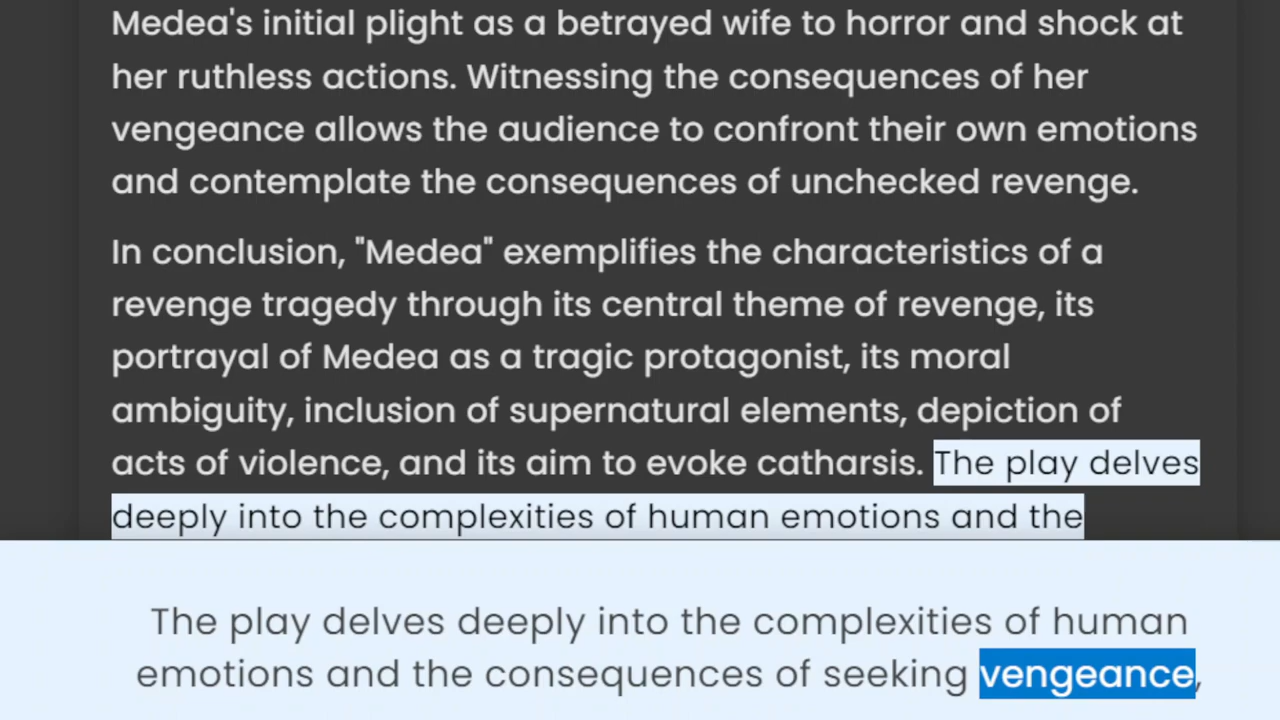 Medea's initial plight as a betrayed wife to horror and shock at
her ruthless actions. Witnessing the consequences of her
vengeance allows the audience to confront their own emotions
and contemplate the consequences of unchecked revenge.
In conclusion, "Medea" exemplifies the characteristics of a
revenge tragedy through its central theme of revenge, its
portrayal of Medea as a tragic protagonist, its moral
ambiguity, inclusion of supernatural elements, depiction of
acts of violence, and its aim to evoke catharsis. The play delves
deeply into the complexities of human emotions and the
The play delves deeply into the complexities of human
emotions and the consequences of seeking vengeance,